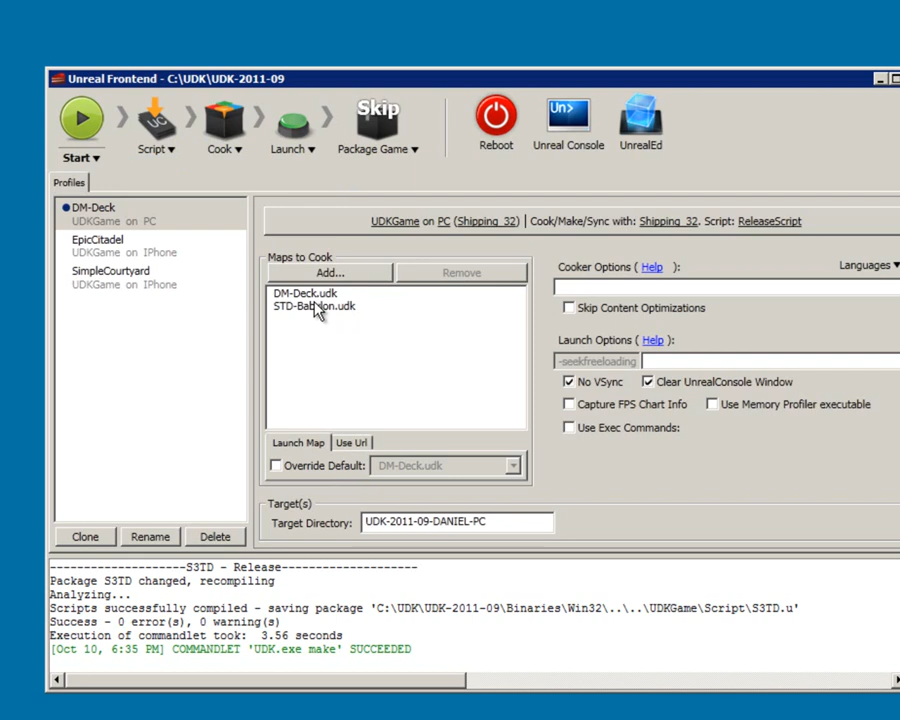 Unreal Frontend - C:\UDK\UDK-2011-09
Start
Script
Cook
Launch
Skip
Package Game
Reboot
Un>
Unreal Console
UnrealEd
UC
Profiles
DM-Deck
UDKGame on PC
EpicCitadel
UDKGame on IPhone
SimpleCourtyard
UDKGame on IPhone
Clone
Rename
Delete
UDKGame on PC (Shipping_32) | Cook/Make/Sync with: Shipping_32. Script: ReleaseScript
Maps to Cook
Add...
Remove
DM-Deck.udk
STD-Babylon.udk
Launch Map
Use Url
Override Default:
DM-Deck.udk
Cooker Options ( Help ):
Languages
Skip Content Optimizations
Launch Options ( Help ):
-seekfreeloading
No VSync
Clear UnrealConsole Window
Capture FPS Chart Info
Use Memory Profiler executable
Use Exec Commands:
Target(s)
Target Directory:
UDK-2011-09-DANIEL-PC
--------------------S3TD - Release---------------------
Package S3TD changed, recompiling
Analyzing...
Scripts successfully compiled - saving package 'C:\UDK\UDK-2011-09\Binaries\Win32\..\..\UDKGame\Script\S3TD.u'
Success - 0 error(s), 0 warning(s)
Execution of commandlet took:  3.56 seconds
[Oct 10, 6:35 PM] COMMANDLET 'UDK.exe make' SUCCEEDED